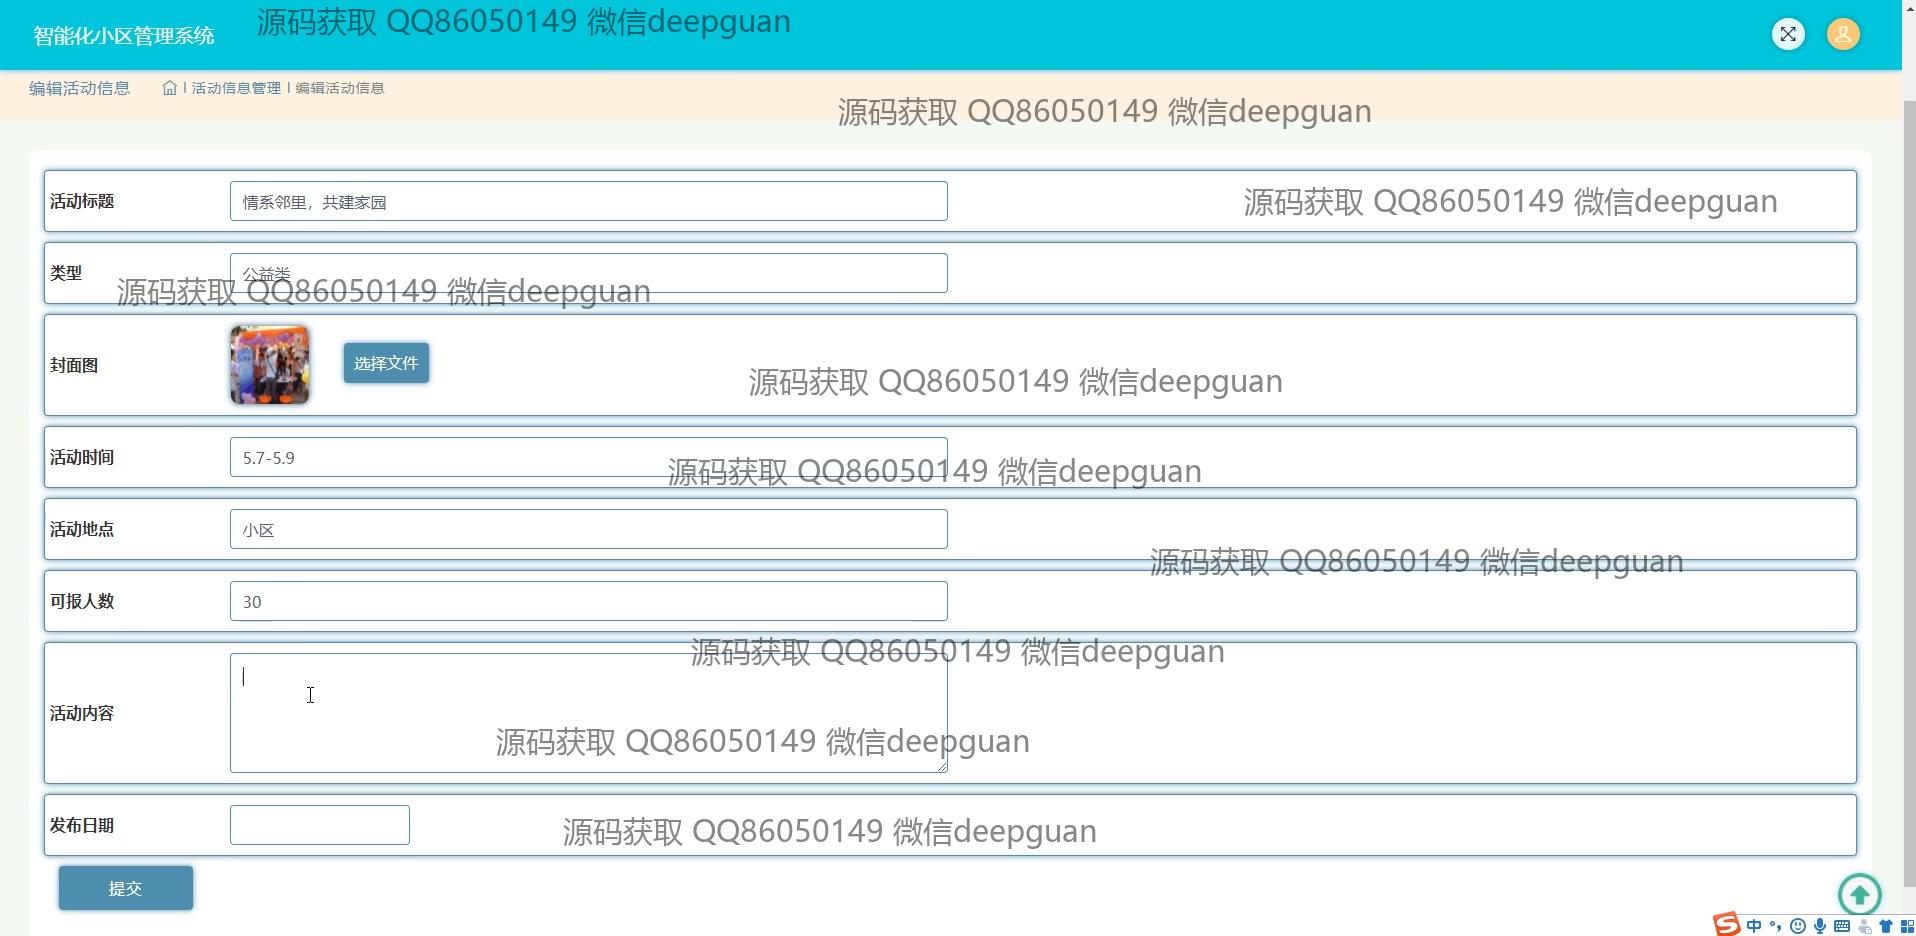 智能化小区管理系统
源码获取 QQ86050149 微信deepguan
编辑活动信息 | 活动信息管理 | 编辑活动信息
源码获取 QQ86050149 微信deepguan
活动标题 情系邻里，共建家园
源码获取 QQ86050149 微信deepguan
类型 公益类
源码获取 QQ86050149 微信deepguan
封面图 选择文件
源码获取 QQ86050149 微信deepguan
活动时间 5.7-5.9
源码获取 QQ86050149 微信deepguan
活动地点 小区
源码获取 QQ86050149 微信deepguan
可报人数 30
源码获取 QQ86050149 微信deepguan
活动内容
源码获取 QQ86050149 微信deepguan
发布日期
源码获取 QQ86050149 微信deepguan
提交
S 中